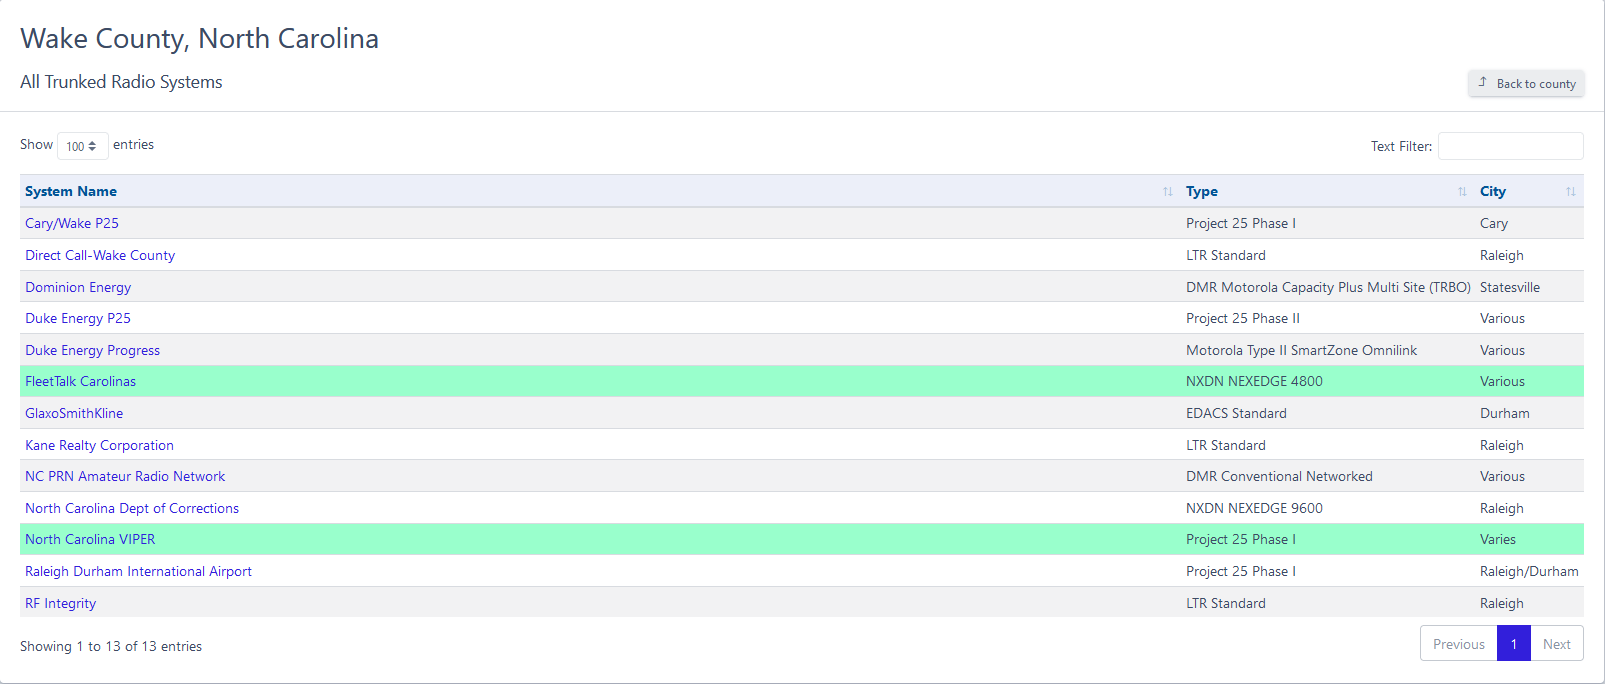 Wake County, North Carolina
All Trunked Radio Systems
Back to county
Show 100 entries
Text Filter:
System Name Type City
Cary/Wake P25 Project 25 Phase I Cary
Direct Call-Wake County LTR Standard Raleigh
Dominion Energy DMR Motorola Capacity Plus Multi Site (TRBO) Statesville
Duke Energy P25 Project 25 Phase II Various
Duke Energy Progress Motorola Type II SmartZone Omnilink Various
FleetTalk Carolinas NXDN NEXEDGE 4800 Various
GlaxoSmithKline EDACS Standard Durham
Kane Realty Corporation LTR Standard Raleigh
NC PRN Amateur Radio Network DMR Conventional Networked Various
North Carolina Dept of Corrections NXDN NEXEDGE 9600 Raleigh
North Carolina VIPER Project 25 Phase I Varies
Raleigh Durham International Airport Project 25 Phase I Raleigh/Durham
RF Integrity LTR Standard Raleigh
Showing 1 to 13 of 13 entries
Previous 1 Next